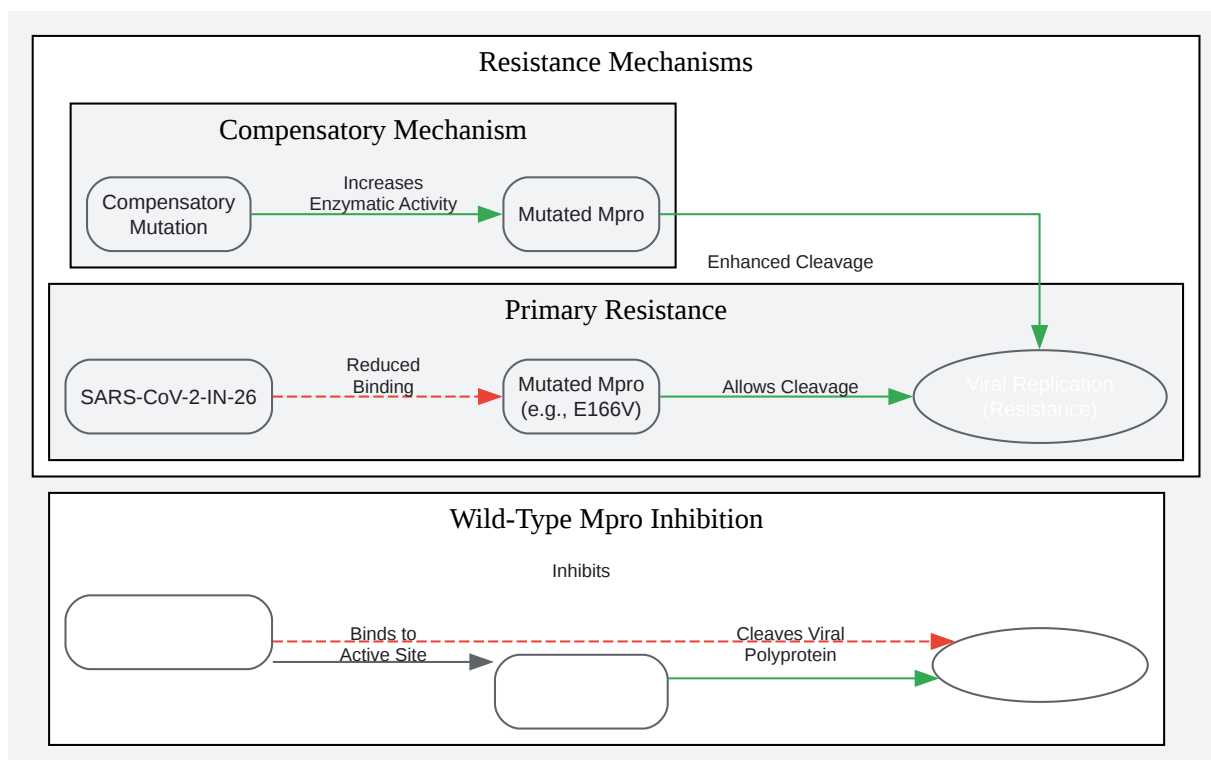 Resistance Mechanisms
Compensatory Mechanism
Compensatory
Mutation
Increases
Enzymatic Activity
Mutated Mpro
Enhanced Cleavage
Primary Resistance
SARS-CoV-2-IN-26
Reduced
Binding
Mutated Mpro
(e.g., E166V)
Allows Cleavage
Viral Replication
(Resistance)
Wild-Type Mpro Inhibition
Inhibits
Binds to
Active Site
Cleaves Viral
Polyprotein